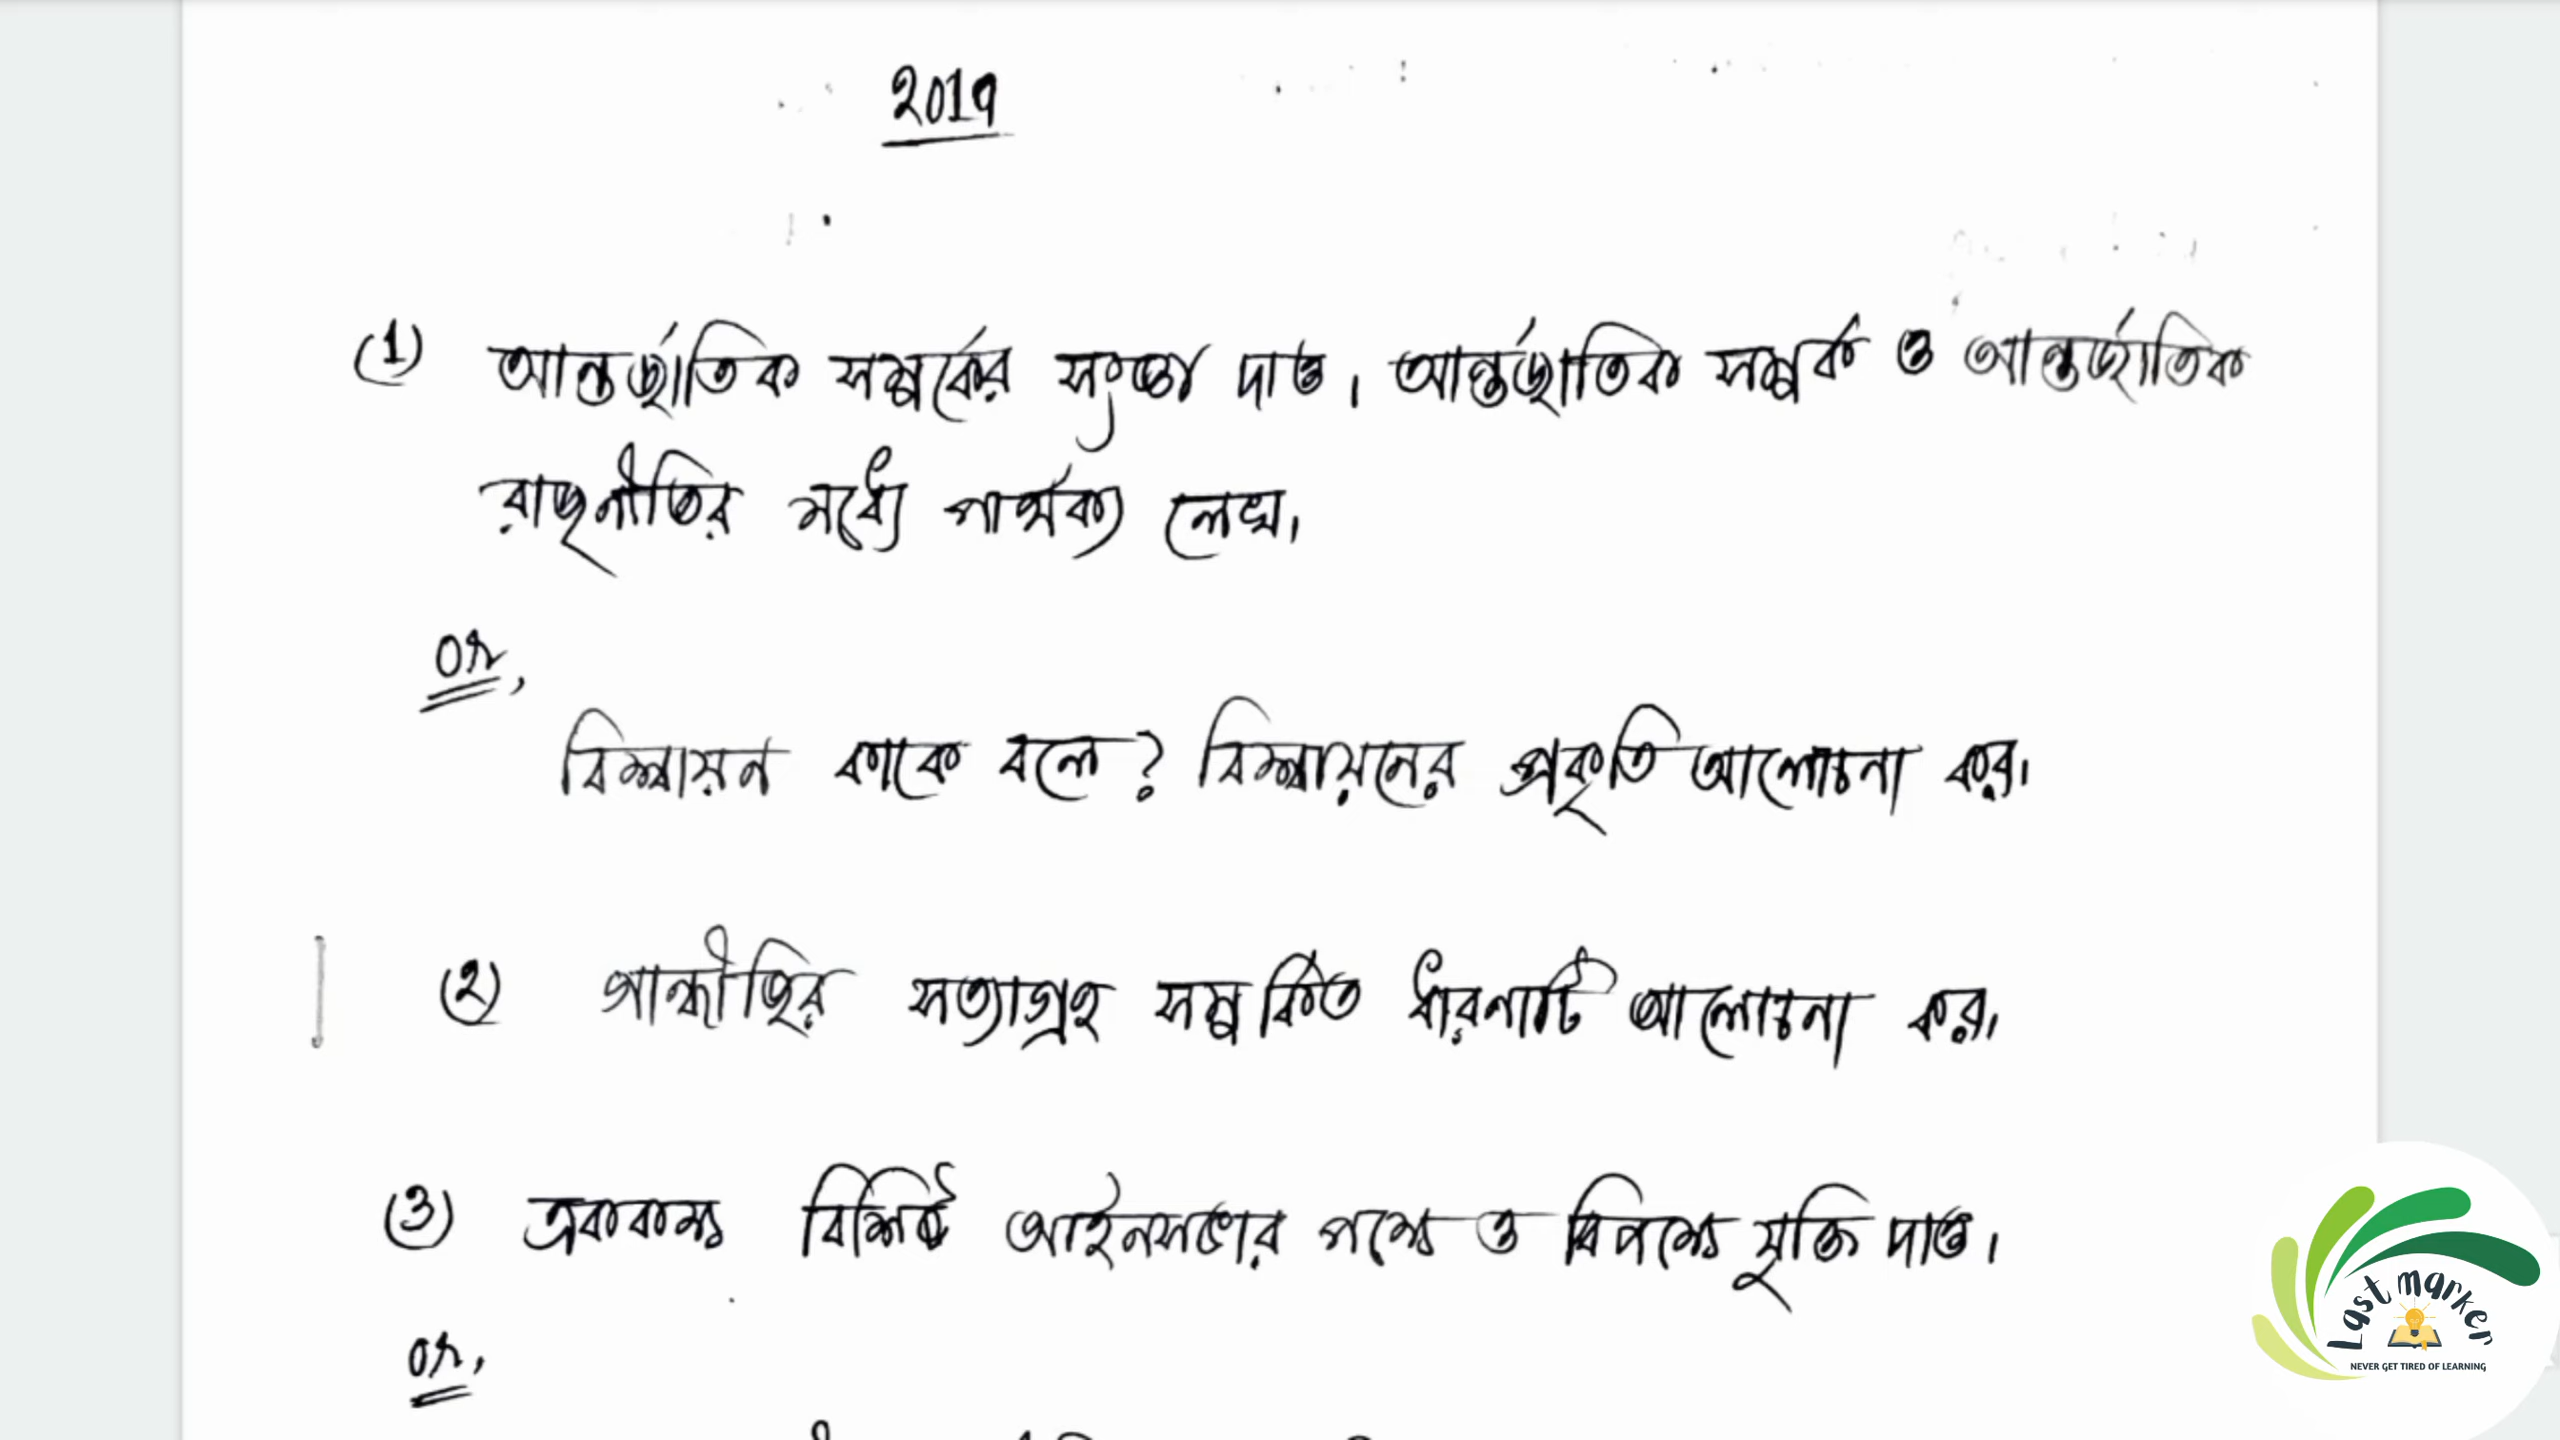 2019
(1) আন্তর্জাতিক সম্পর্কের সংজ্ঞা দাও। আন্তর্জাতিক সম্পর্ক ও আন্তর্জাতিক
রাজনীতির মধ্যে পার্থক্য লেখ।
or,
বিশ্বায়ন কাকে বলে? বিশ্বায়নের প্রকৃতি আলোচনা কর।
(২) গান্ধীজির সত্যাগ্রহ সম্পর্কিত ধারণাটি আলোচনা কর।
(৩) এককক্ষ বিশিষ্ট আইনসভার পক্ষে ও বিপক্ষে যুক্তি দাও।
or,
Last marker
NEVER GET TIRED OF LEARNING